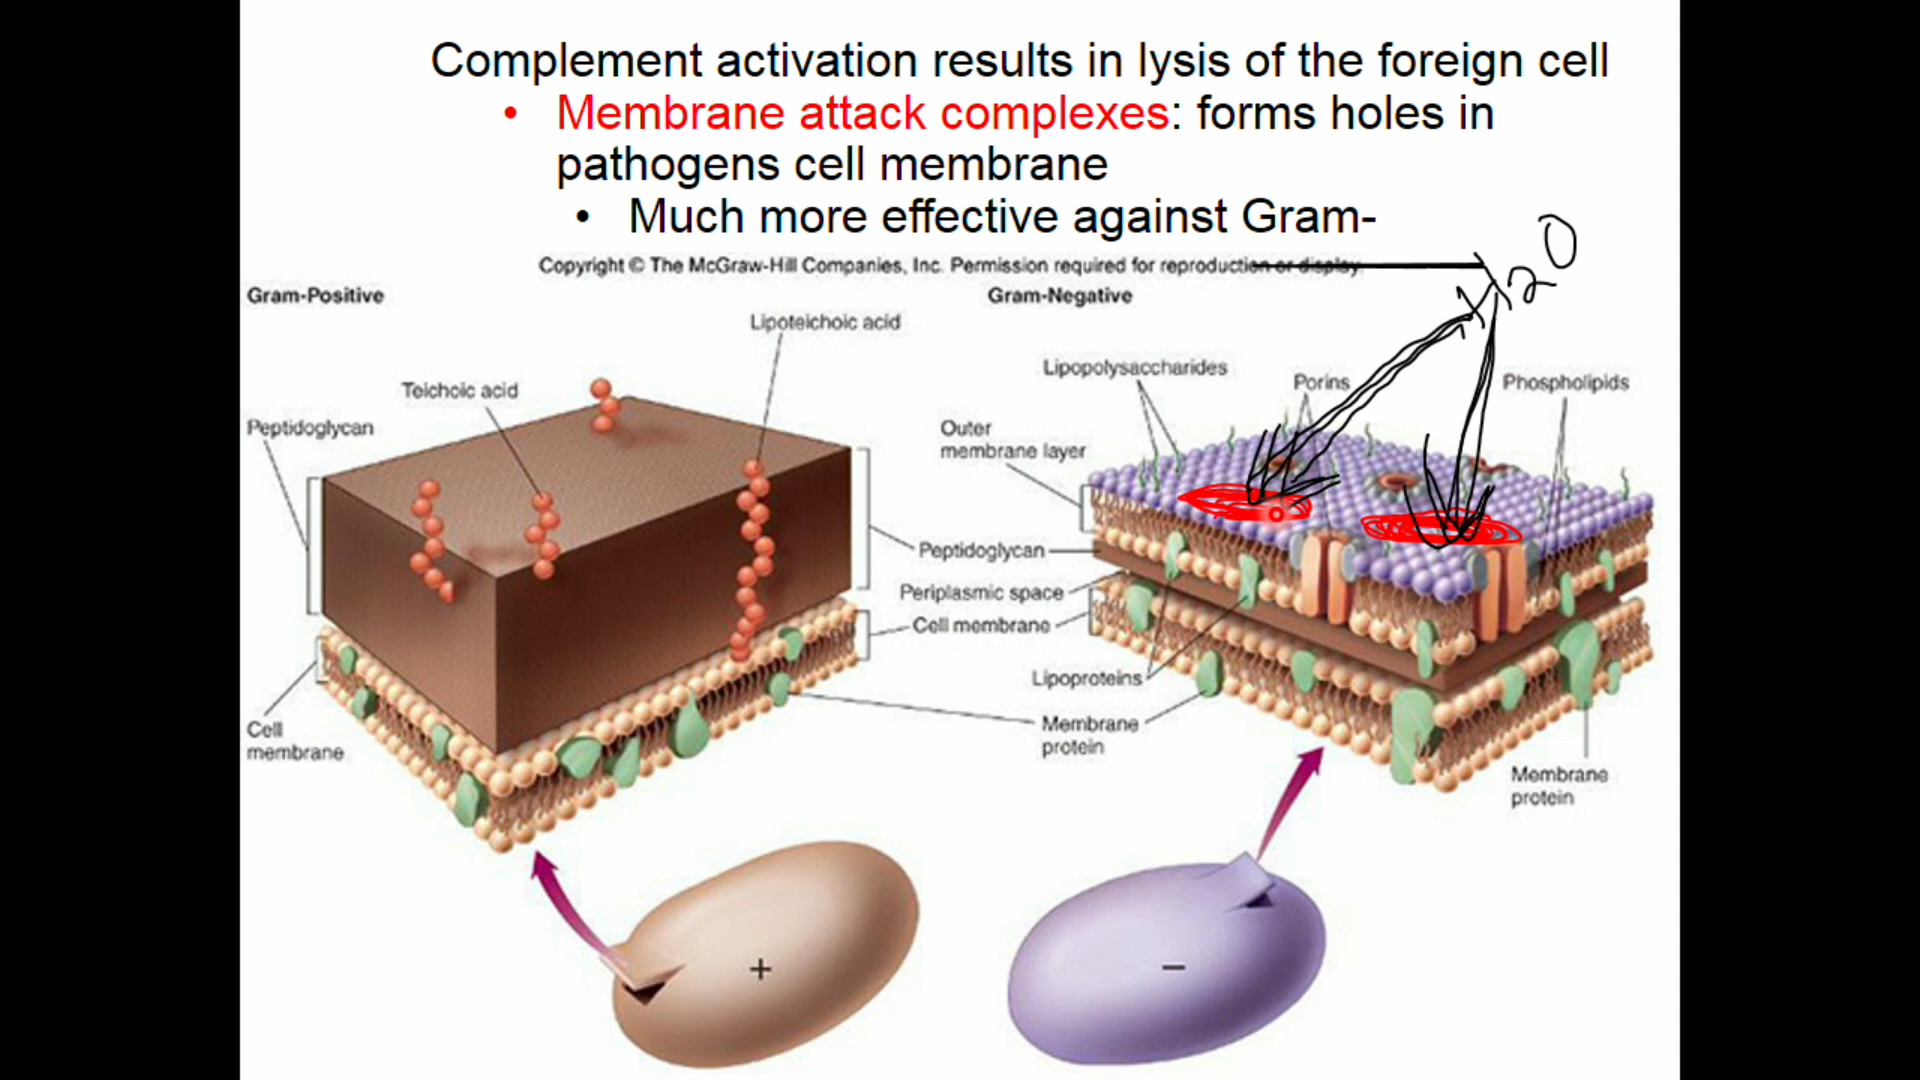 Complement activation results in lysis of the foreign cell
• Membrane attack complexes: forms holes in
pathogens cell membrane
• Much more effective against Gram-
Copyright © The McGraw-Hill Companies, Inc. Permission required for reproduction or display.
Gram-Positive
Gram-Negative
H2O
Lipoteichoic acid
Teichoic acid
Peptidoglycan
Lipopolysaccharides
Porins
Phospholipids
Outer
membrane layer
Peptidoglycan
Periplasmic space
Cell membrane
Lipoproteins
Membrane
protein
Cell
membrane
Membrane
protein
+
−